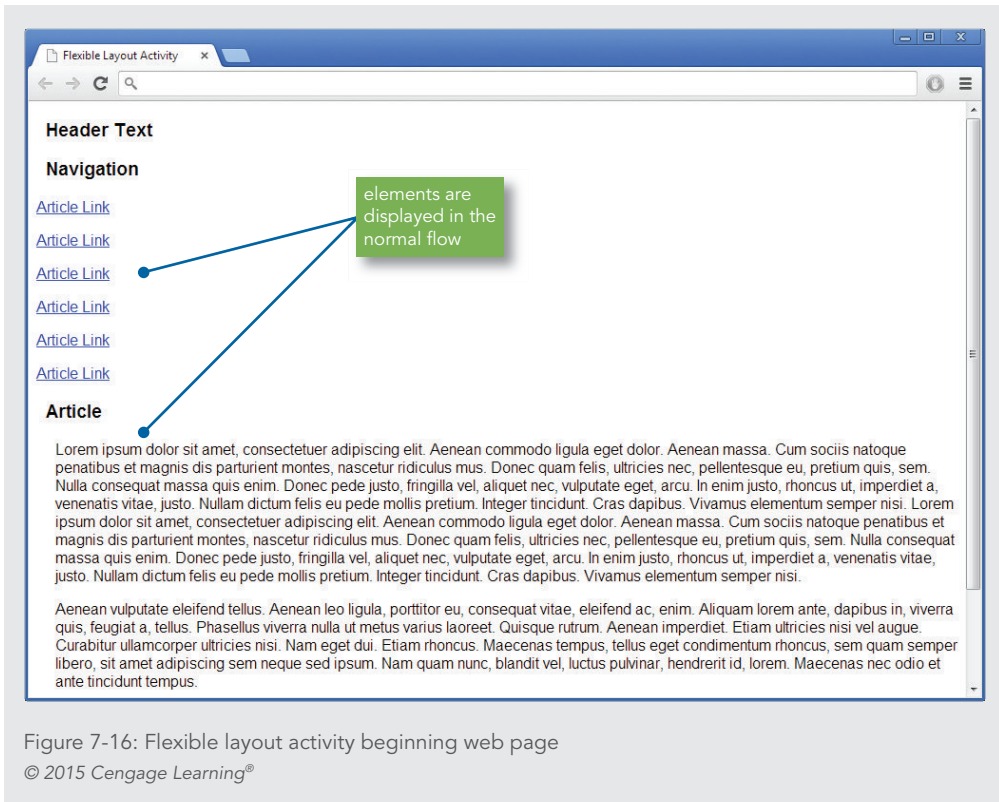 Flexible Layout Activity
Header Text
Navigation
elements are
displayed in the
normal flow
Article Link
Article Link
Article Link
Article Link
Article Link
Article Link
Article
Lorem ipsum dolor sit amet, consectetuer adipiscing elit. Aenean commodo ligula eget dolor. Aenean massa. Cum sociis natoque
penatibus et magnis dis parturient montes, nascetur ridiculus mus. Donec quam felis, ultricies nec, pellentesque eu, pretium quis, sem.
Nulla consequat massa quis enim. Donec pede justo, fringilla vel, aliquet nec, vulputate eget, arcu. In enim justo, rhoncus ut, imperdiet a,
venenatis vitae, justo. Nullam dictum felis eu pede mollis pretium. Integer tincidunt. Cras dapibus. Vivamus elementum semper nisi. Lorem
ipsum dolor sit amet, consectetuer adipiscing elit. Aenean commodo ligula eget dolor. Aenean massa. Cum sociis natoque penatibus et
magnis dis parturient montes, nascetur ridiculus mus. Donec quam felis, ultricies nec, pellentesque eu, pretium quis, sem. Nulla consequat
massa quis enim. Donec pede justo, fringilla vel, aliquet nec, vulputate eget, arcu. In enim justo, rhoncus ut, imperdiet a, venenatis vitae,
justo. Nullam dictum felis eu pede mollis pretium. Integer tincidunt. Cras dapibus. Vivamus elementum semper nisi.
Aenean vulputate eleifend tellus. Aenean leo ligula, porttitor eu, consequat vitae, eleifend ac, enim. Aliquam lorem ante, dapibus in, viverra
quis, feugiat a, tellus. Phasellus viverra nulla ut metus varius laoreet. Quisque rutrum. Aenean imperdiet. Etiam ultricies nisi vel augue.
Curabitur ullamcorper ultricies nisi. Nam eget dui. Etiam rhoncus. Maecenas tempus, tellus eget condimentum rhoncus, sem quam semper
libero, sit amet adipiscing sem neque sed ipsum. Nam quam nunc, blandit vel, luctus pulvinar, hendrerit id, lorem. Maecenas nec odio et
ante tincidunt tempus.
Figure 7-16: Flexible layout activity beginning web page
© 2015 Cengage Learning®